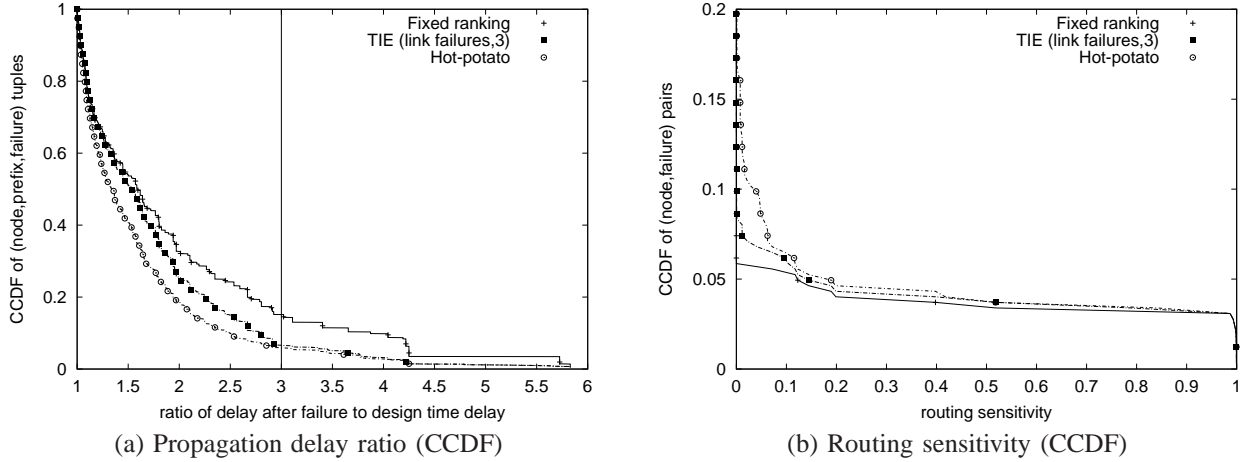 Fixed ranking
TIE (link failures,3)
Hot-potato
1
0.8
0.6
0.4
0.2
0
CCDF of (node,prefix,failure) tuples
1 1.5 2 2.5 3 3.5 4 4.5 5 5.5 6
ratio of delay after failure to design time delay
(a) Propagation delay ratio (CCDF)
Fixed ranking
TIE (link failures,3)
Hot-potato
0.2
0.15
0.1
0.05
0
CCDF of (node,failure) pairs
0 0.1 0.2 0.3 0.4 0.5 0.6 0.7 0.8 0.9 1
routing sensitivity
(b) Routing sensitivity (CCDF)